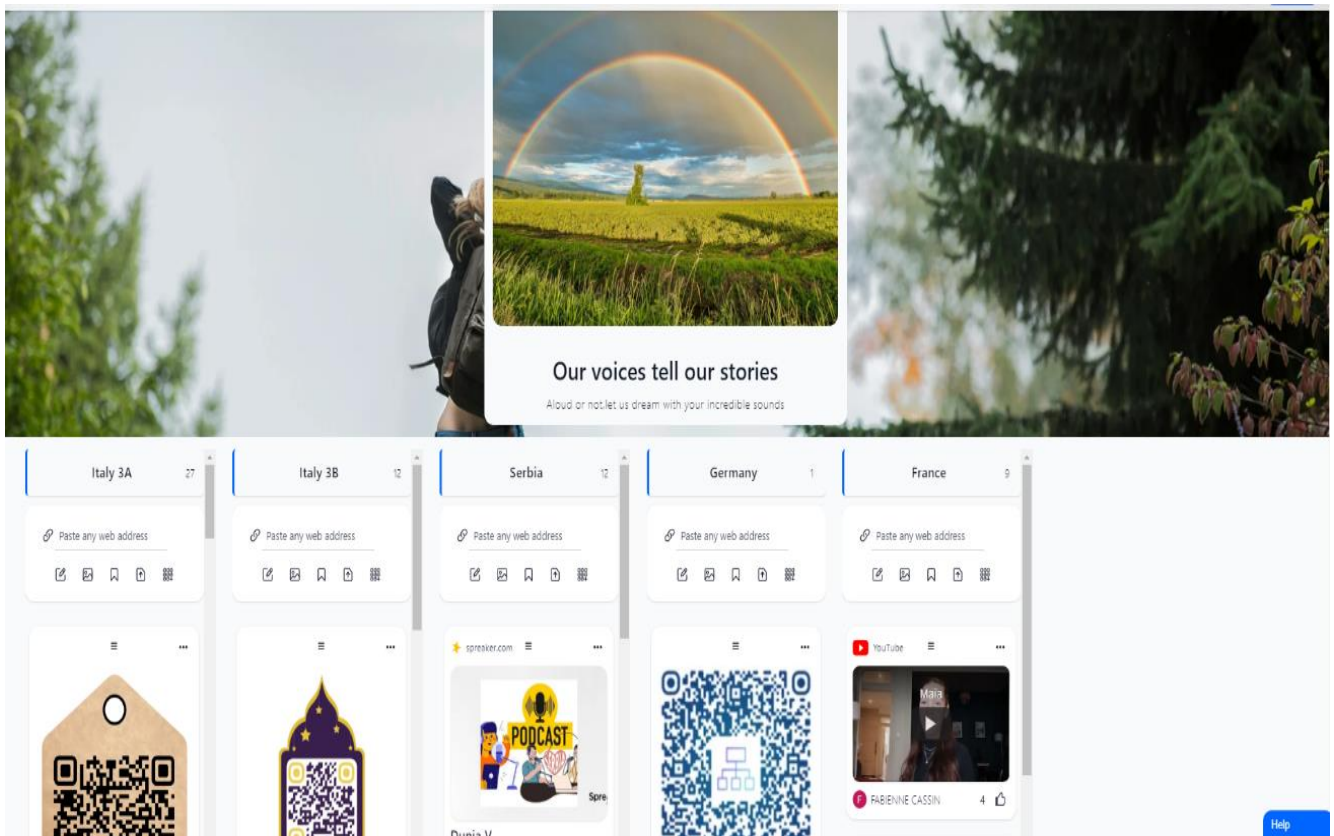 Our voices tell our stories
Aloud or not.let us dream with your incredible sounds
Italy 3A 27
Italy 3B 12
Serbia 12
Germany 1
France 9
Paste any web address
Paste any web address
Paste any web address
Paste any web address
Paste any web address
spreaker.com
YouTube
PODCAST
Spre
Maia
FABIENNE CASSIN 4
Dunja V
Help